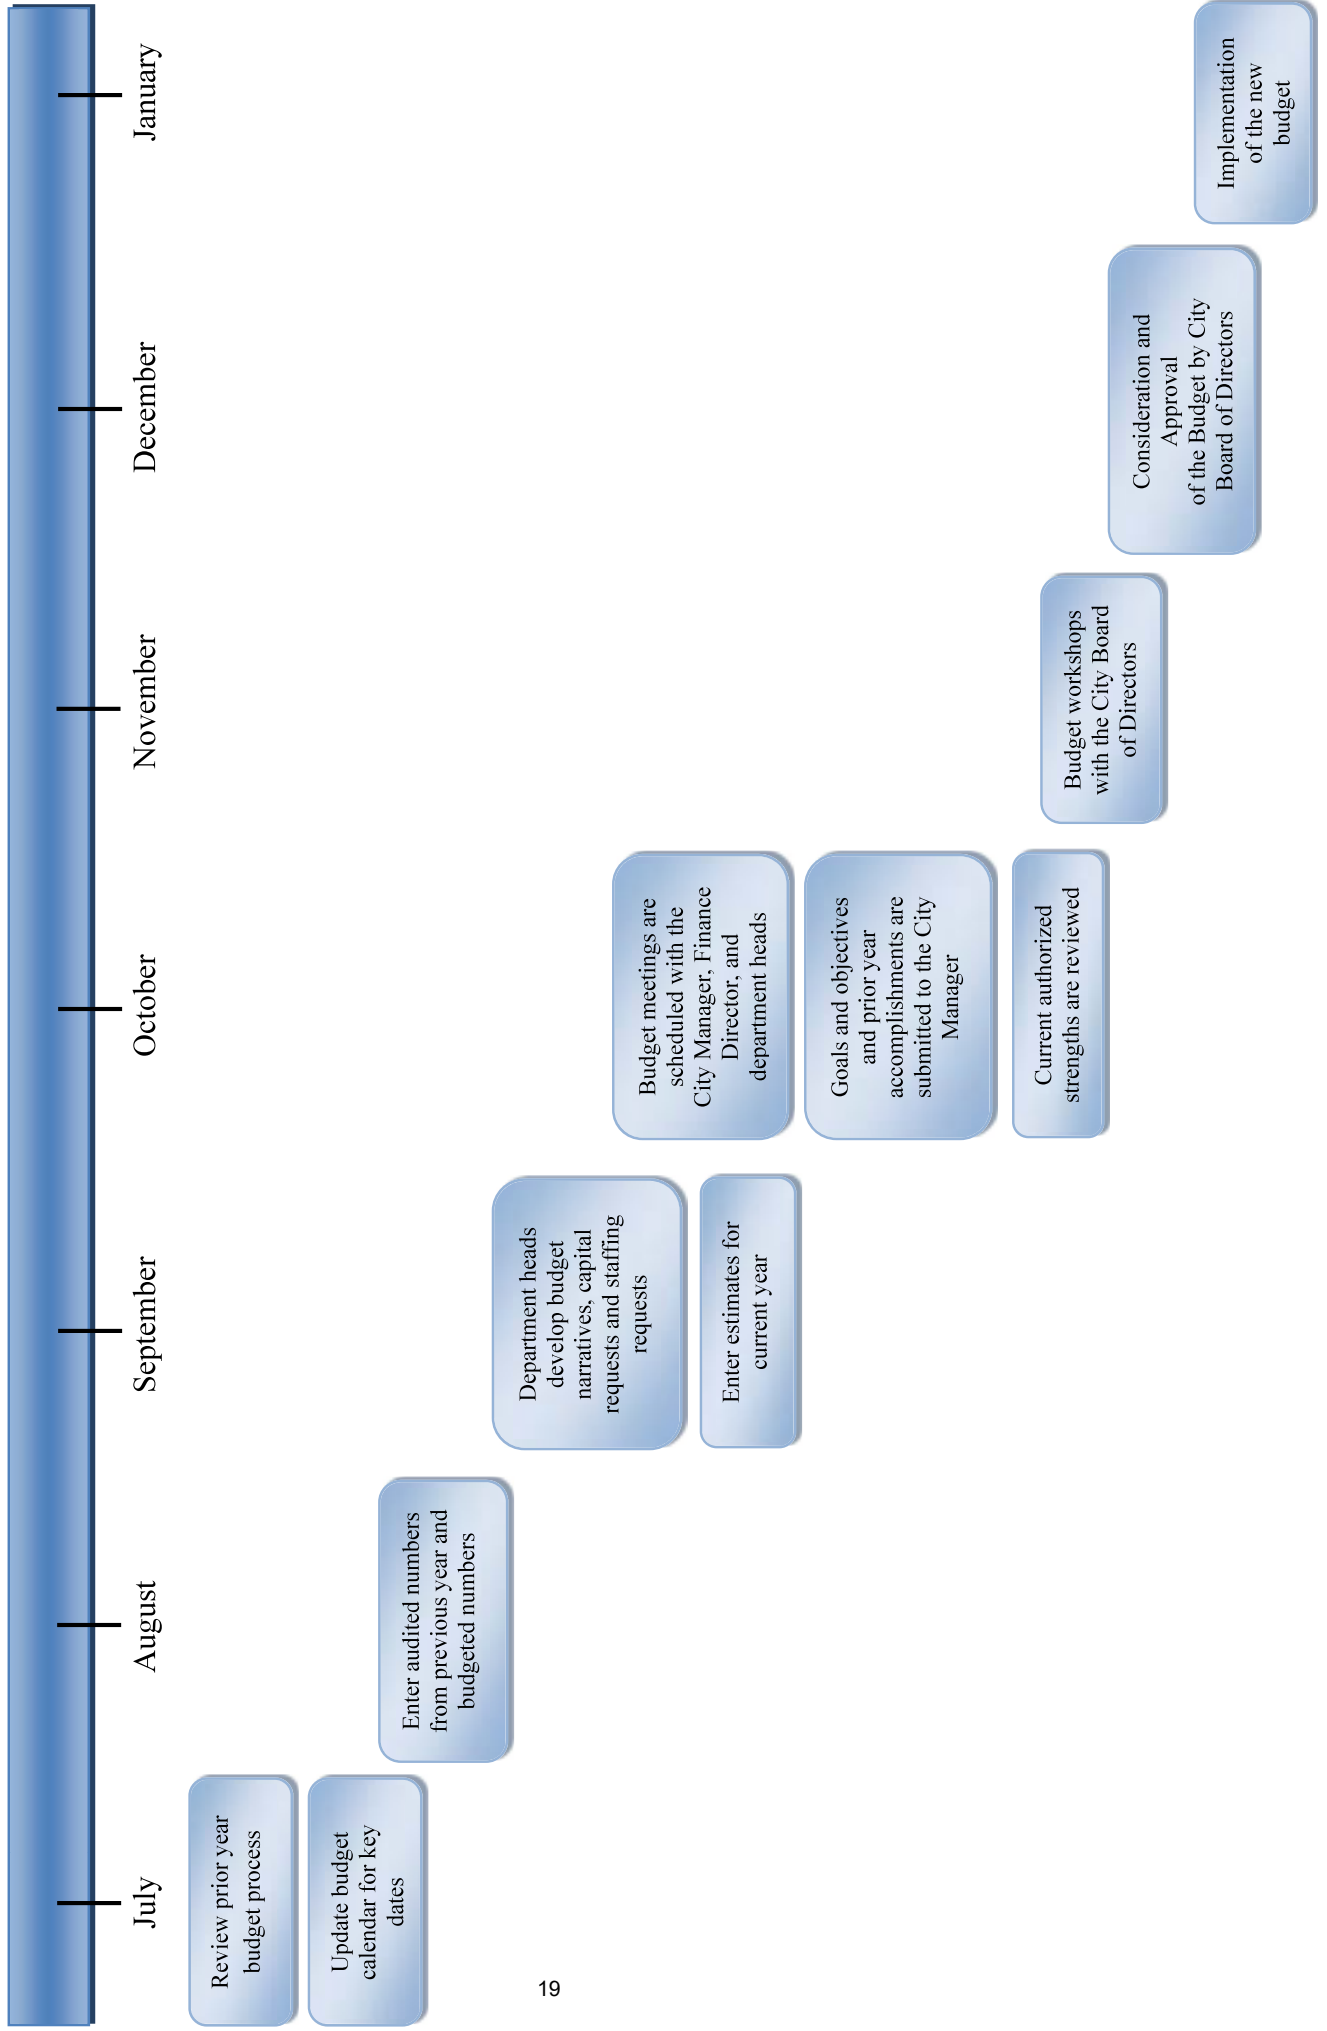 July
August
September
October
November
December
January
Review prior year
budget process
Update budget
calendar for key
dates
Enter audited numbers
from previous year and
budgeted numbers
Department heads
develop budget
narratives, capital
requests and staffing
requests
Enter estimates for
current year
Budget meetings are
scheduled with the
City Manager, Finance
Director, and
department heads
Goals and objectives
and prior year
accomplishments are
submitted to the City
Manager
Current authorized
strengths are reviewed
Budget workshops
with the City Board
of Directors
Consideration and
Approval
of the Budget by City
Board of Directors
Implementation
of the new
budget
19